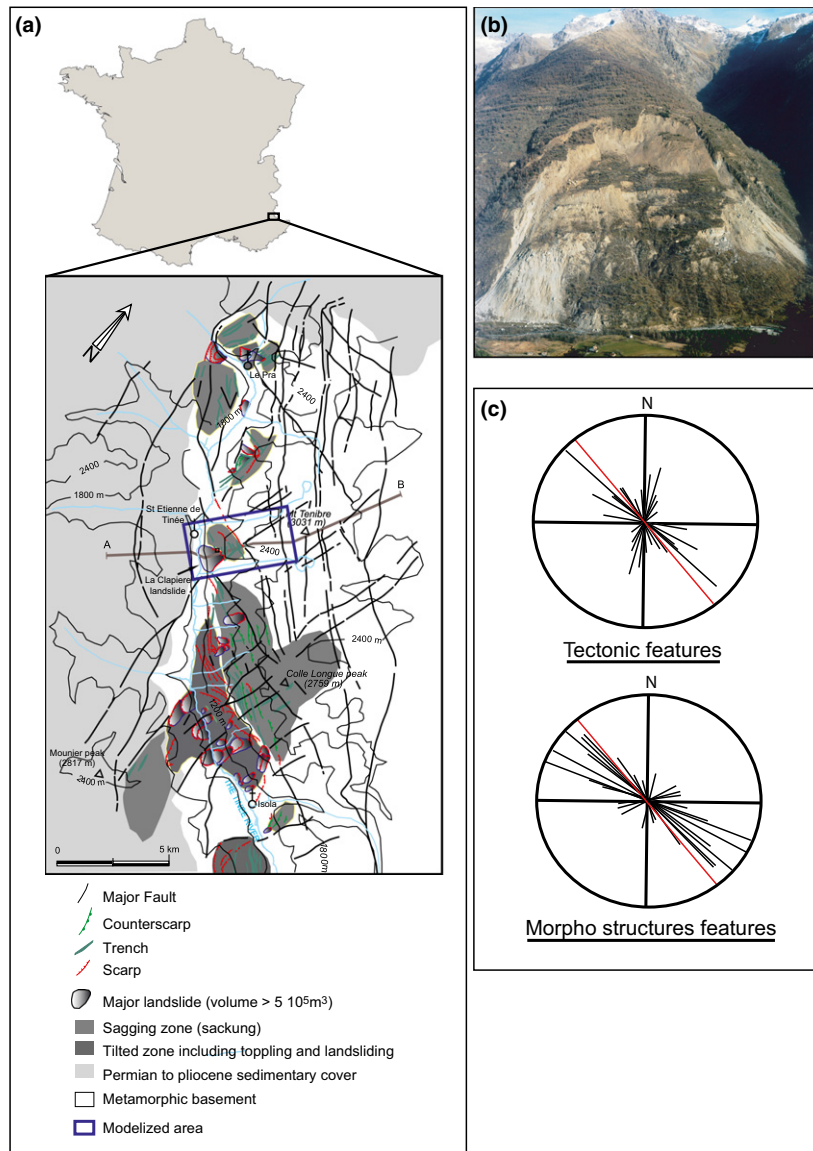 (a)
Le Pra
2400
1800 m
2400
1800 m
St Etienne de
Tinée
B
Mt Tenibre
(3031 m)
A
2400
La Clapiere
landslide
2400 m
Colle Longue peak
(2759 m)
1200 m
Mounier peak
(2817 m)
2400 m
Isola
0
5 km
1800m
Major Fault
Counterscarp
Trench
Scarp
Major landslide (volume > 5 10⁵m³)
Sagging zone (sackung)
Tilted zone including toppling and landsliding
Permian to pliocene sedimentary cover
Metamorphic basement
Modelized area
(b)
(c)
N
Tectonic features
N
Morpho structures features